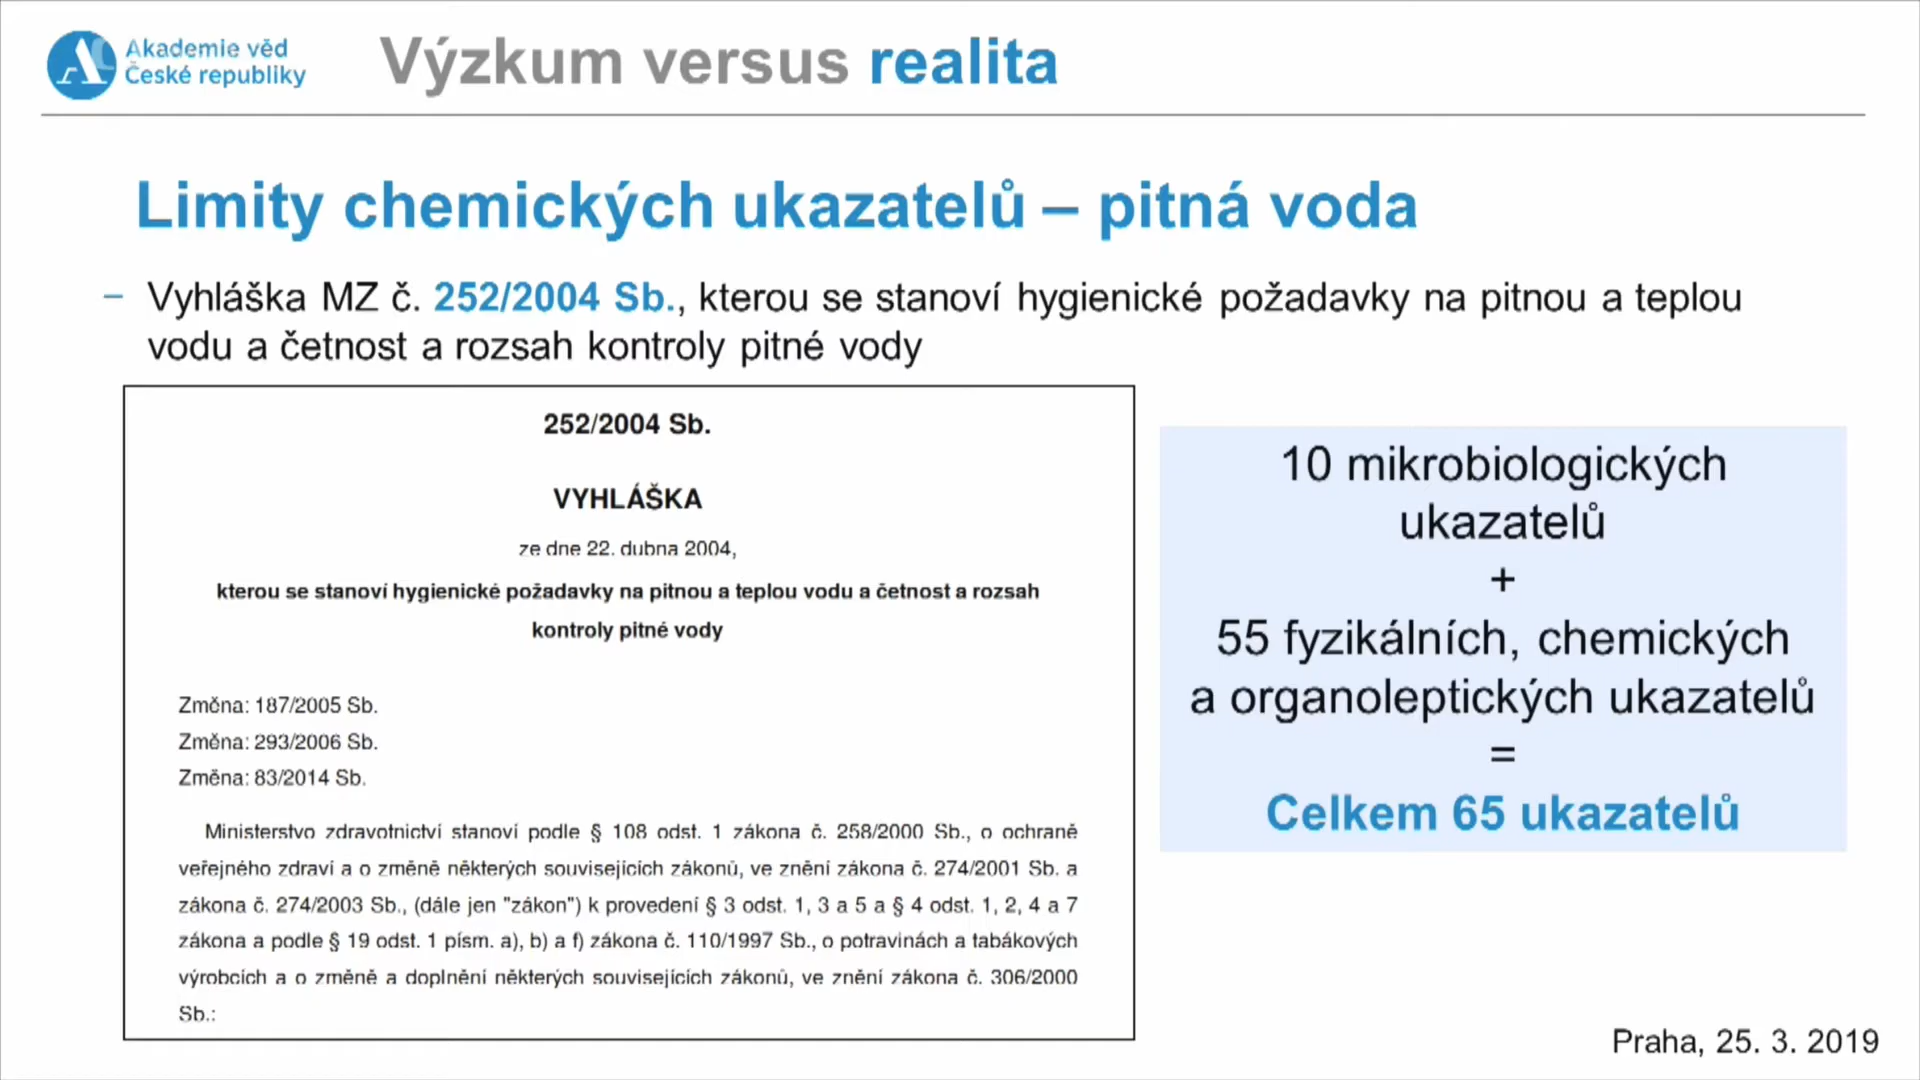 Akademie věd
České republiky
Výzkum versus realita
Limity chemických ukazatelů – pitná voda
– Vyhláška MZ č. 252/2004 Sb., kterou se stanoví hygienické požadavky na pitnou a teplou
vodu a četnost a rozsah kontroly pitné vody
252/2004 Sb.
VYHLÁŠKA
ze dne 22. dubna 2004,
kterou se stanoví hygienické požadavky na pitnou a teplou vodu a četnost a rozsah
kontroly pitné vody
Změna: 187/2005 Sb.
Změna: 293/2006 Sb.
Změna: 83/2014 Sb.
Ministerstvo zdravotnictví stanoví podle § 108 odst. 1 zákona č. 258/2000 Sb., o ochraně
veřejného zdraví a o změně některých souvisejících zákonů, ve znění zákona č. 274/2001 Sb. a
zákona č. 274/2003 Sb., (dále jen "zákon") k provedení § 3 odst. 1, 3 a 5 a § 4 odst. 1, 2, 4 a 7
zákona a podle § 19 odst. 1 písm. a), b) a f) zákona č. 110/1997 Sb., o potravinách a tabákových
výrobcích a o změně a doplnění některých souvisejících zákonů, ve znění zákona č. 306/2000
Sb.:
10 mikrobiologických
ukazatelů
+
55 fyzikálních, chemických
a organoleptických ukazatelů
=
Celkem 65 ukazatelů
Praha, 25. 3. 2019